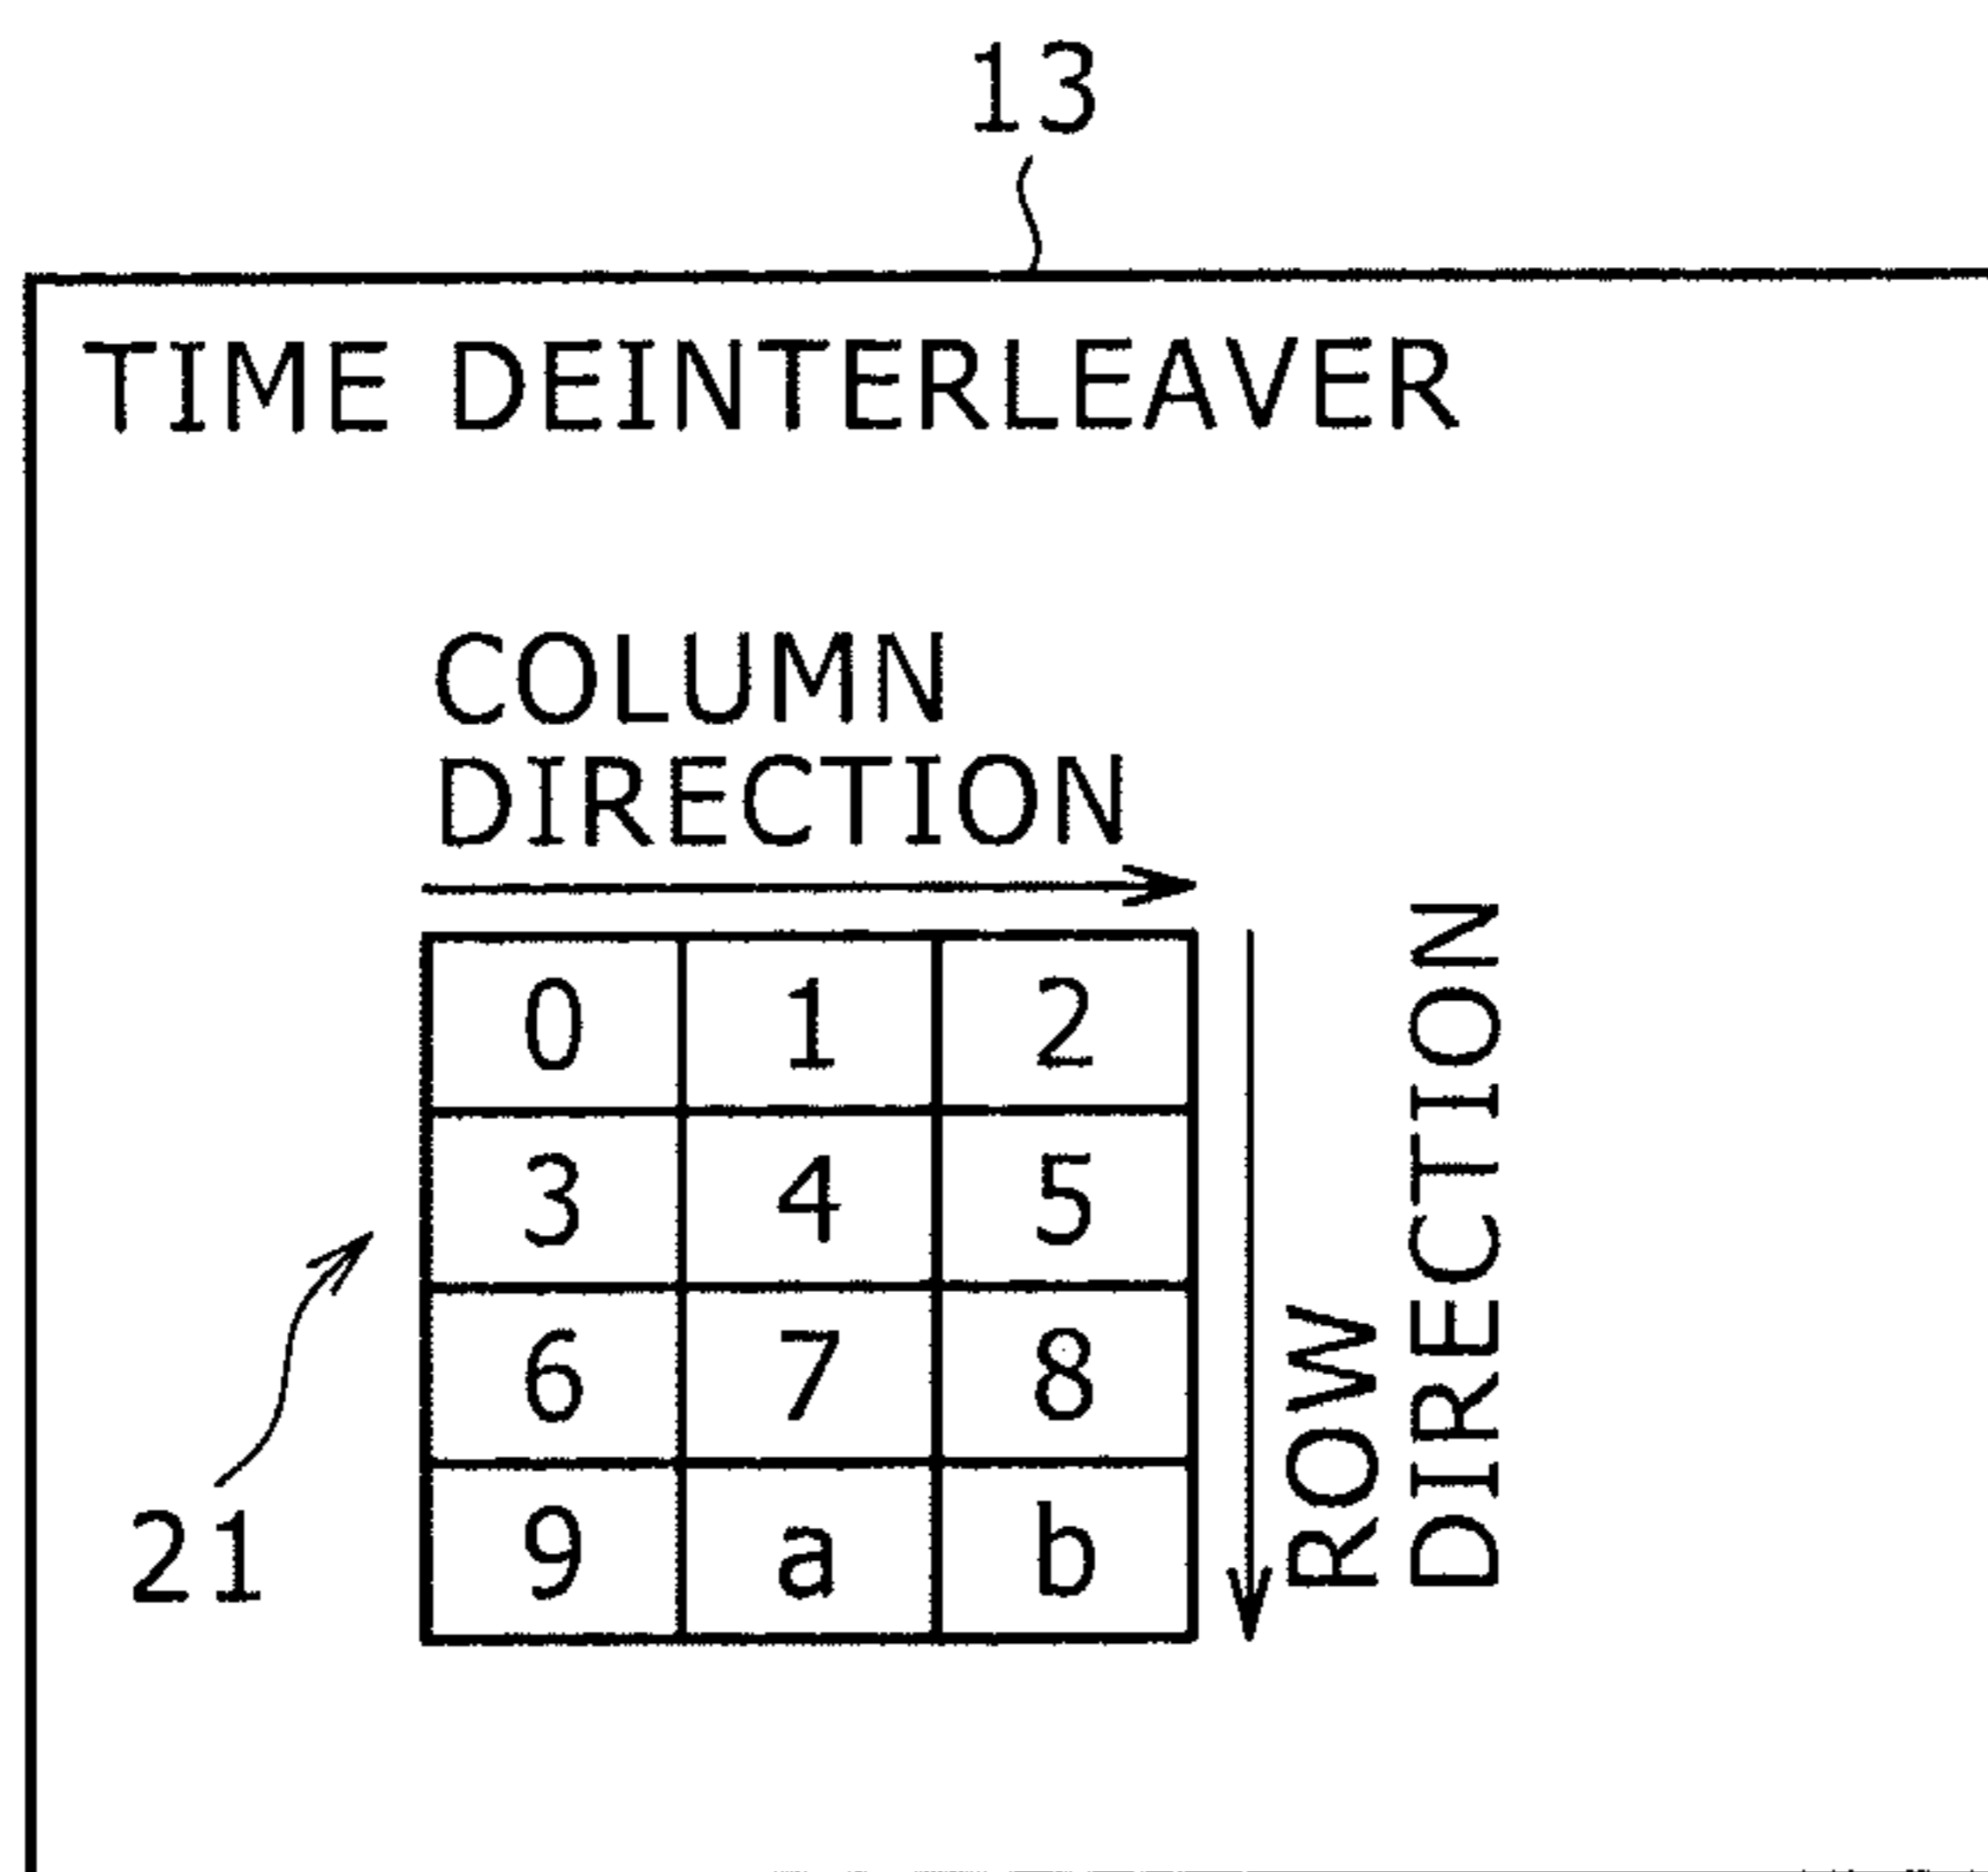 13
TIME DEINTERLEAVER
COLUMN
DIRECTION
0 1 2
3 4 5
6 7 8
9 a b
ROW
DIRECTION
21